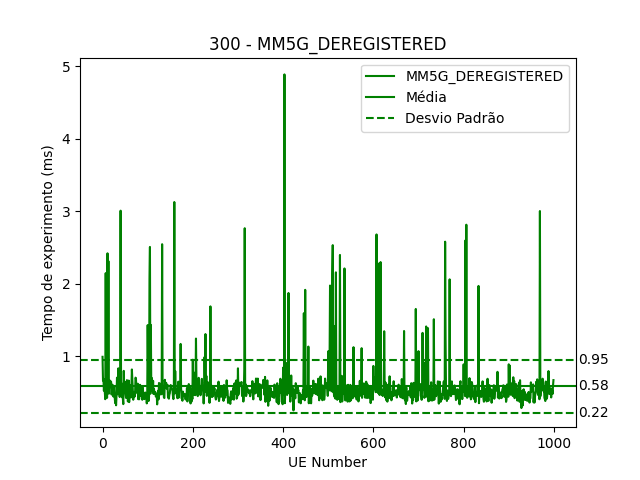 300 - MM5G_DEREGISTERED
MM5G_DEREGISTERED
Média
Desvio Padrão
Tempo de experimento (ms)
5
4
3
2
1
0.95
0.58
0.22
0 200 400 600 800 1000
UE Number